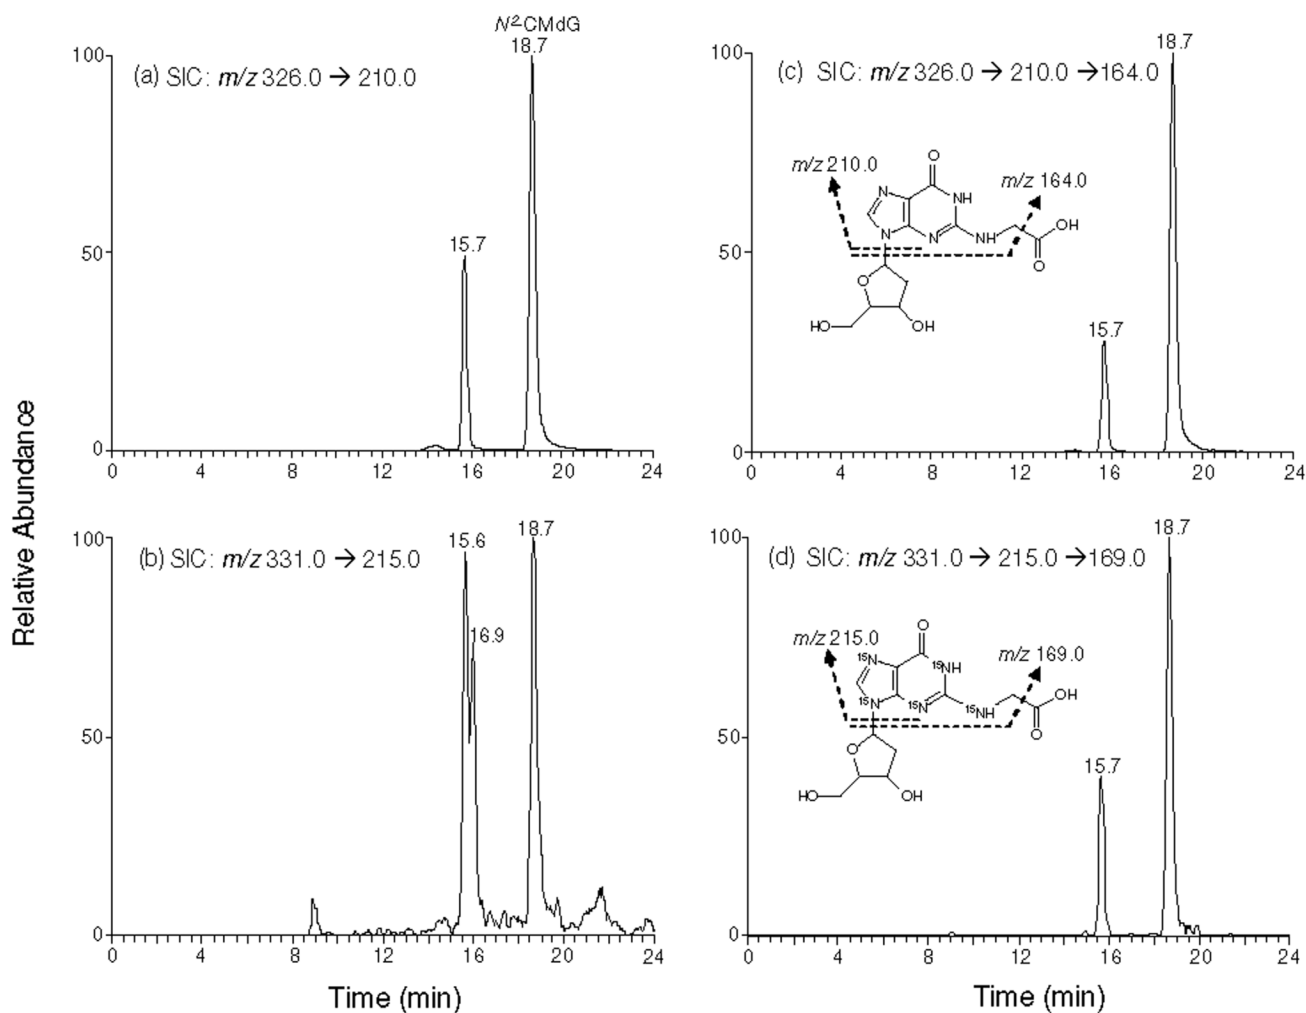 N²CMdG
18.7
100
(a) SIC: m/z 326.0 → 210.0
50
15.7
0
0 4 8 12 16 20 24
18.7
100
(c) SIC: m/z 326.0 → 210.0 → 164.0
m/z 210.0
m/z 164.0
O
N
NH
N
N
NH
OH
O
O
HO
OH
50
15.7
0
0 4 8 12 16 20 24
Relative Abundance
100
15.6
18.7
(b) SIC: m/z 331.0 → 215.0
16.9
50
0
0 4 8 12 16 20 24
Time (min)
18.7
100
(d) SIC: m/z 331.0 → 215.0 → 169.0
m/z 215.0
m/z 169.0
O
15N
15NH
15N
15N
15NH
OH
O
O
HO
OH
50
15.7
0
0 4 8 12 16 20 24
Time (min)